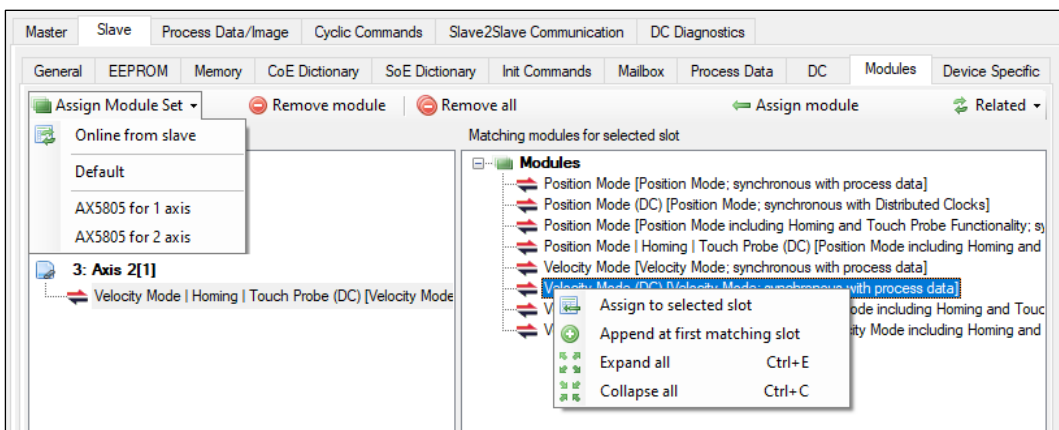 Master Slave Process Data/Image Cyclic Commands Slave2Slave Communication DC Diagnostics
General EEPROM Memory CoE Dictionary SoE Dictionary Init Commands Mailbox Process Data DC Modules Device Specific
Assign Module Set Remove module Remove all Assign module Related
Online from slave
Default
AX5805 for 1 axis
AX5805 for 2 axis
3: Axis 2[1]
Velocity Mode | Homing | Touch Probe (DC) [Velocity Mode
Matching modules for selected slot
Modules
Position Mode [Position Mode; synchronous with process data]
Position Mode (DC) [Position Mode; synchronous with Distributed Clocks]
Position Mode [Position Mode including Homing and Touch Probe Functionality; sy
Position Mode | Homing | Touch Probe (DC) [Position Mode including Homing and
Velocity Mode [Velocity Mode; synchronous with process data]
Velocity Mode (DC) [Velocity Mode; synchronous with process data]
V ode including Homing and Touc
V ity Mode including Homing and
Assign to selected slot
Append at first matching slot
Expand all Ctrl+E
Collapse all Ctrl+C